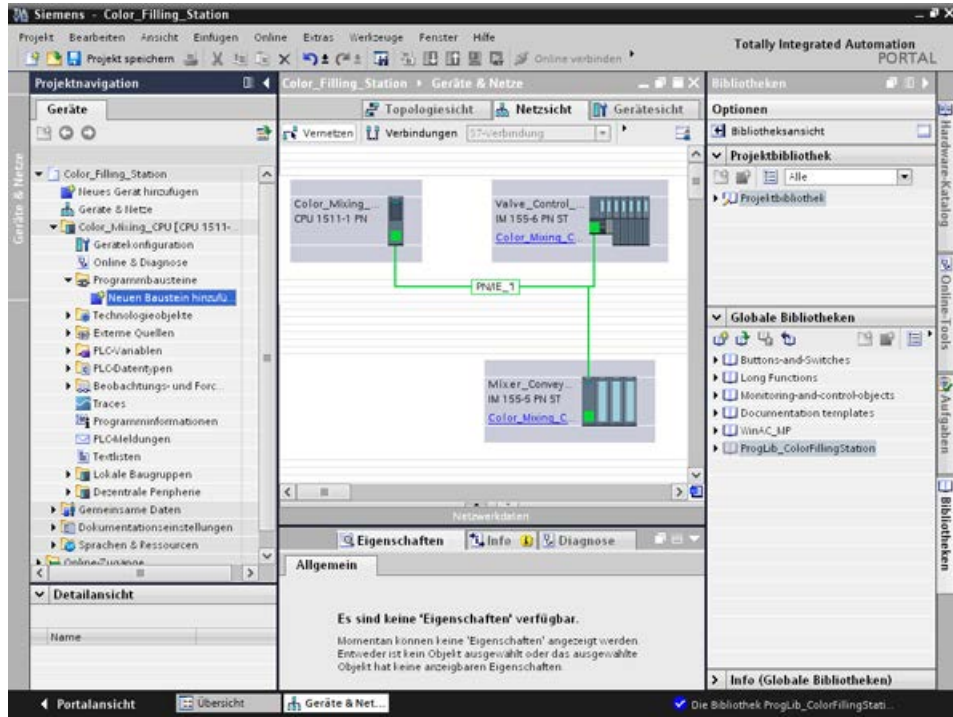 Siemens - Color_Filling_Station
Projekt Bearbeiten Ansicht Einfügen Online Extras Werkzeuge Fenster Hilfe
Totally Integrated Automation
PORTAL
Projekt speichern
Online verbinden
Projektnavigation
Color_Filling_Station › Geräte & Netze
Bibliotheken
Geräte
Topologiesicht Netzsicht Gerätesicht
Optionen
Vernetzen Verbindungen S7-Verbindung
Bibliotheksansicht
Projektbibliothek
Alle
Projektbibliothek
Color_Filling_Station
Neues Gerät hinzufügen
Geräte & Netze
Color_Mixing_CPU [CPU 1511-
Gerätekonfiguration
Online & Diagnose
Programmbausteine
Neuen Baustein hinzufü...
Technologieobjekte
Externe Quellen
PLC-Variablen
PLC-Datentypen
Beobachtungs- und Forc...
Traces
Programminformationen
PLC-Meldungen
Textlisten
Lokale Baugruppen
Dezentrale Peripherie
Gemeinsame Daten
Dokumentationseinstellungen
Sprachen & Ressourcen
Online-Zugänge
Color_Mixing_...
CPU 1511-1 PN
Valve_Control_...
IM 155-6 PN ST
Color_Mixing_C...
PN/IE_1
Mixer_Convey...
IM 155-5 PN ST
Color_Mixing_C...
Globale Bibliotheken
Buttons-and-Switches
Long Functions
Monitoring-and-control-objects
Documentation templates
WinAC_MP
ProgLib_ColorFillingStation
Netzwerkdaten
Eigenschaften Info Diagnose
Allgemein
Es sind keine 'Eigenschaften' verfügbar.
Momentan können keine 'Eigenschaften' angezeigt werden.
Entweder ist kein Objekt ausgewählt oder das ausgewählte
Objekt hat keine anzeigbaren Eigenschaften.
Detailansicht
Name
Info (Globale Bibliotheken)
Geräte & Netze
Hardware-Katalog
Online-Tools
Aufgaben
Bibliotheken
Portalansicht
Übersicht
Geräte & Net...
Die Bibliothek ProgLib_ColorFillingStati...